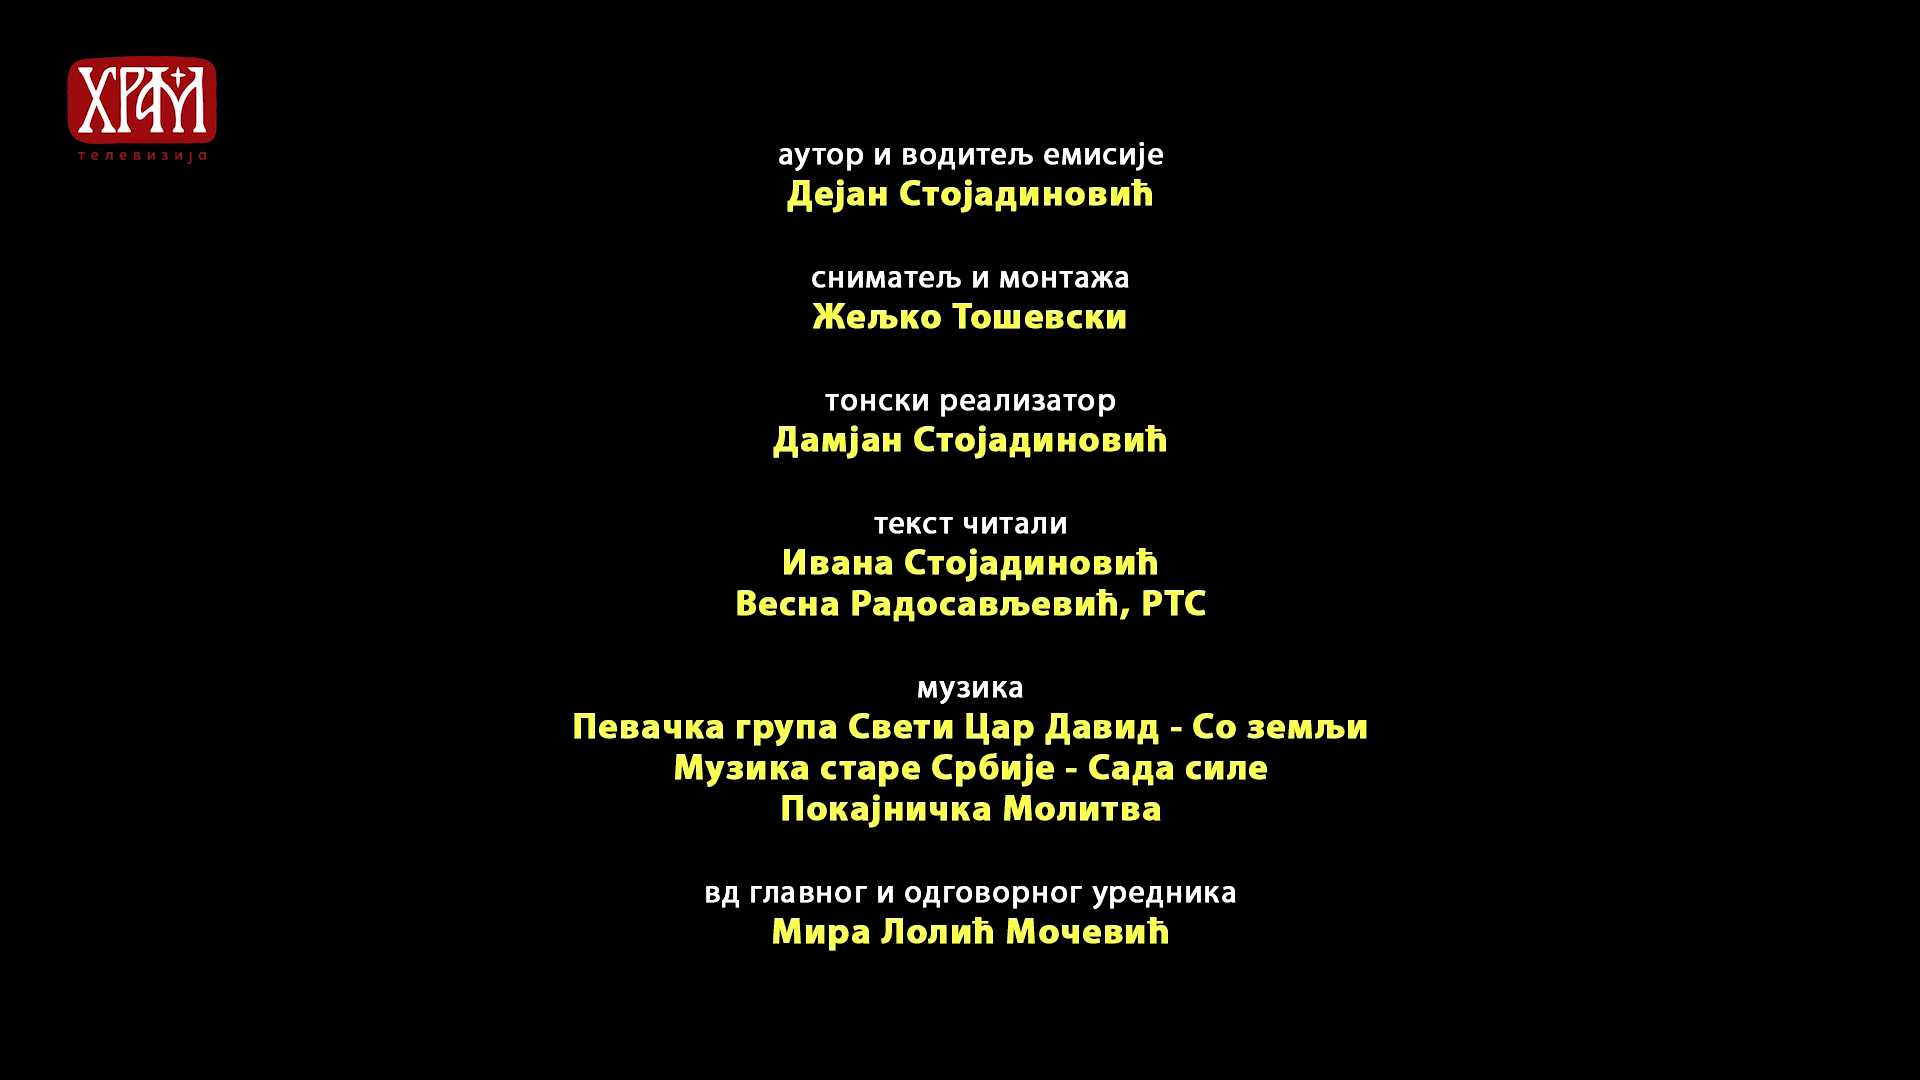 ХРАМ
телевизија
аутор и водитељ емисије
Дејан Стојадиновић
сниматељ и монтажа
Жељко Тошевски
тонски реализатор
Дамјан Стојадиновић
текст читали
Ивана Стојадиновић
Весна Радосављевић, РТС
музика
Певачка група Свети Цар Давид - Со земљи
Музика старе Србије - Сада силе
Покајничка Молитва
вд главног и одговорног уредника
Мира Лолић Мочевић